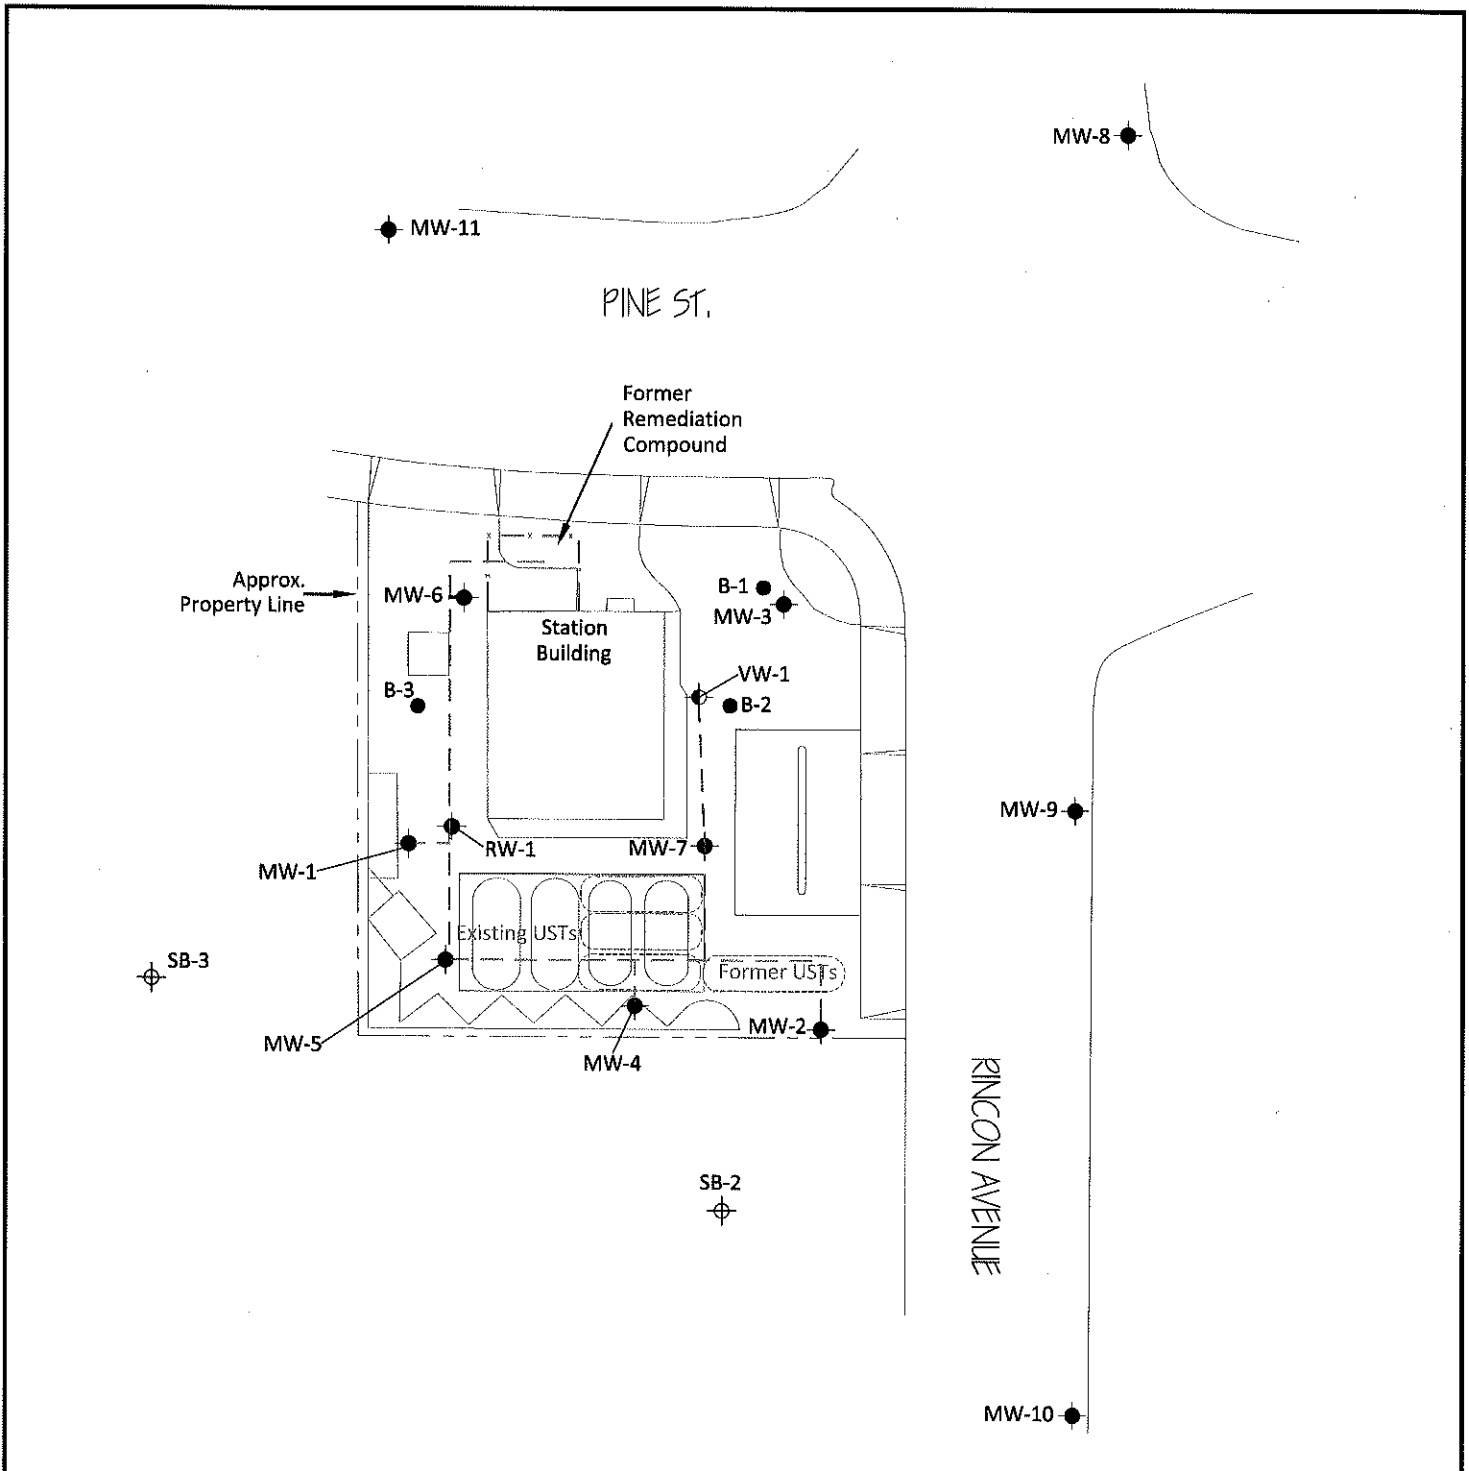 MW-8
MW-11
PINE ST.
Former
Remediation
Compound
Approx.
Property Line
MW-6
B-1
MW-3
Station
Building
VW-1
B-3
B-2
MW-9
RW-1
MW-7
MW-1
Existing USTs
SB-3
Former USTs
MW-2
MW-5
MW-4
RINCON AVENUE
SB-2
MW-10